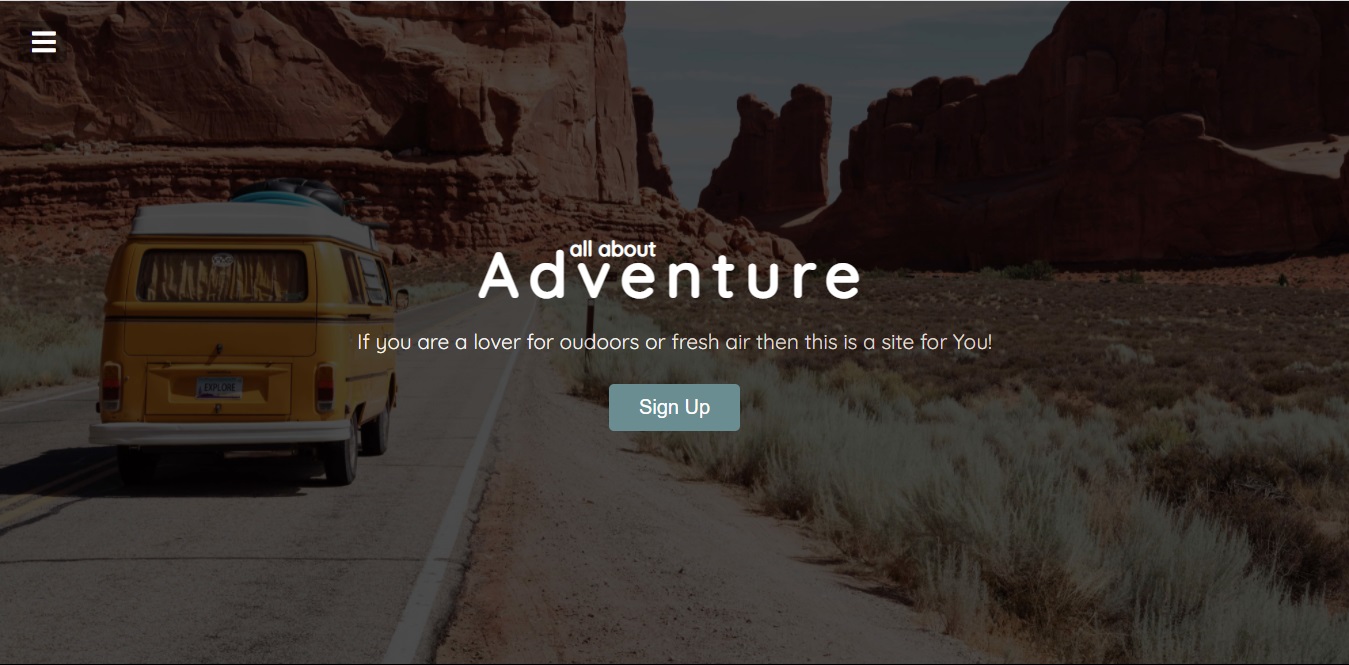 all about
Adventure
If you are a lover for oudoors or fresh air then this is a site for You!
EXPLORE
Sign Up